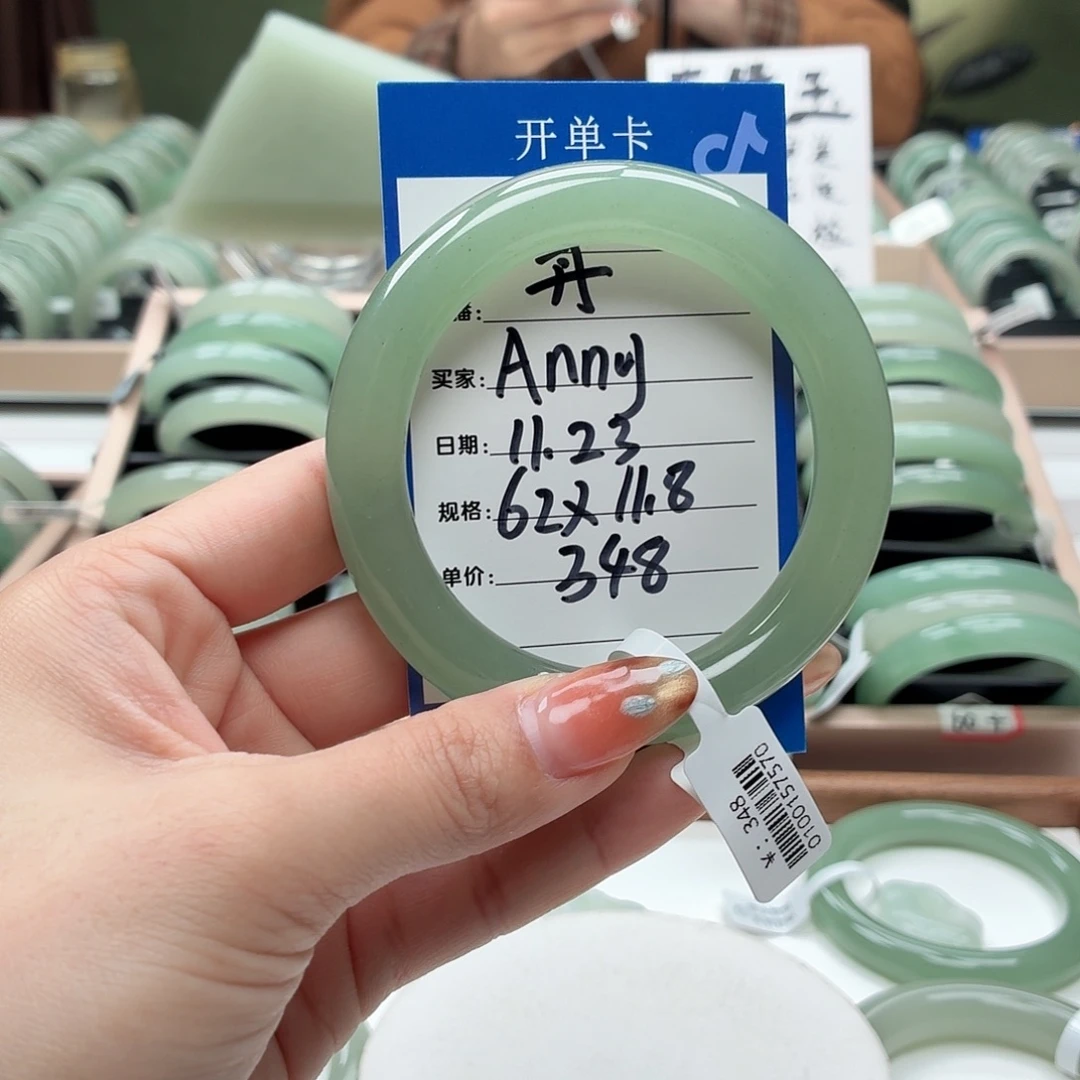 开单卡
丹
播:
买家: Anny
日期: 11.23
规格: 62x11.8
单价: 348
348
0100157570